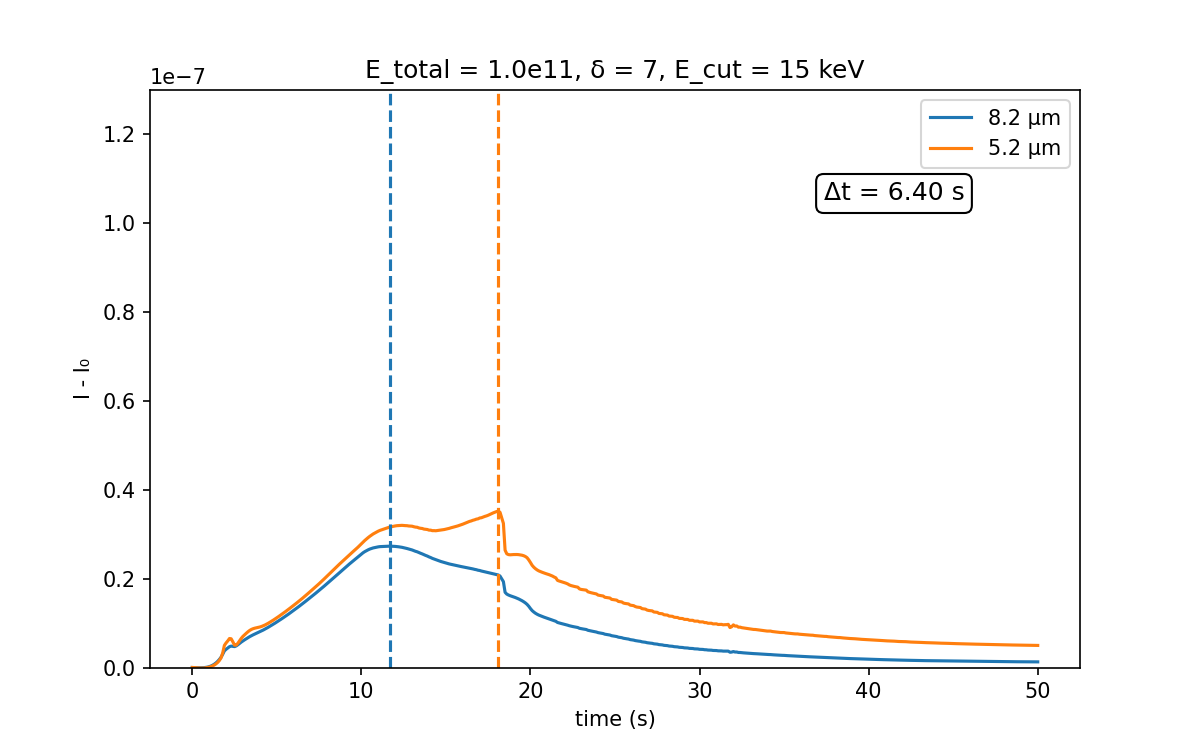 E_total = 1.0e11, δ = 7, E_cut = 15 keV
1e−7
8.2 µm
5.2 µm
Δt = 6.40 s
1.2
1.0
0.8
0.6
0.4
0.2
0.0
I - I₀
0 10 20 30 40 50
time (s)